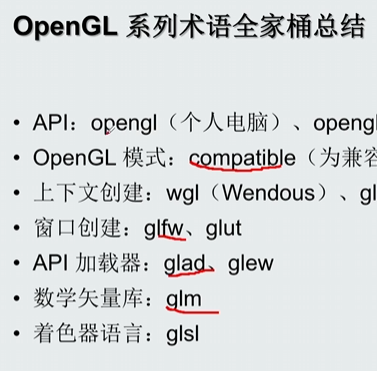 OpenGL 系列术语全家桶总结
• API：opengl（个人电脑）、opengl
• OpenGL 模式：compatible（为兼容
• 上下文创建：wgl（Wendous）、gl
• 窗口创建：glfw、glut
• API 加载器：glad、glew
• 数学矢量库：glm
• 着色器语言：glsl